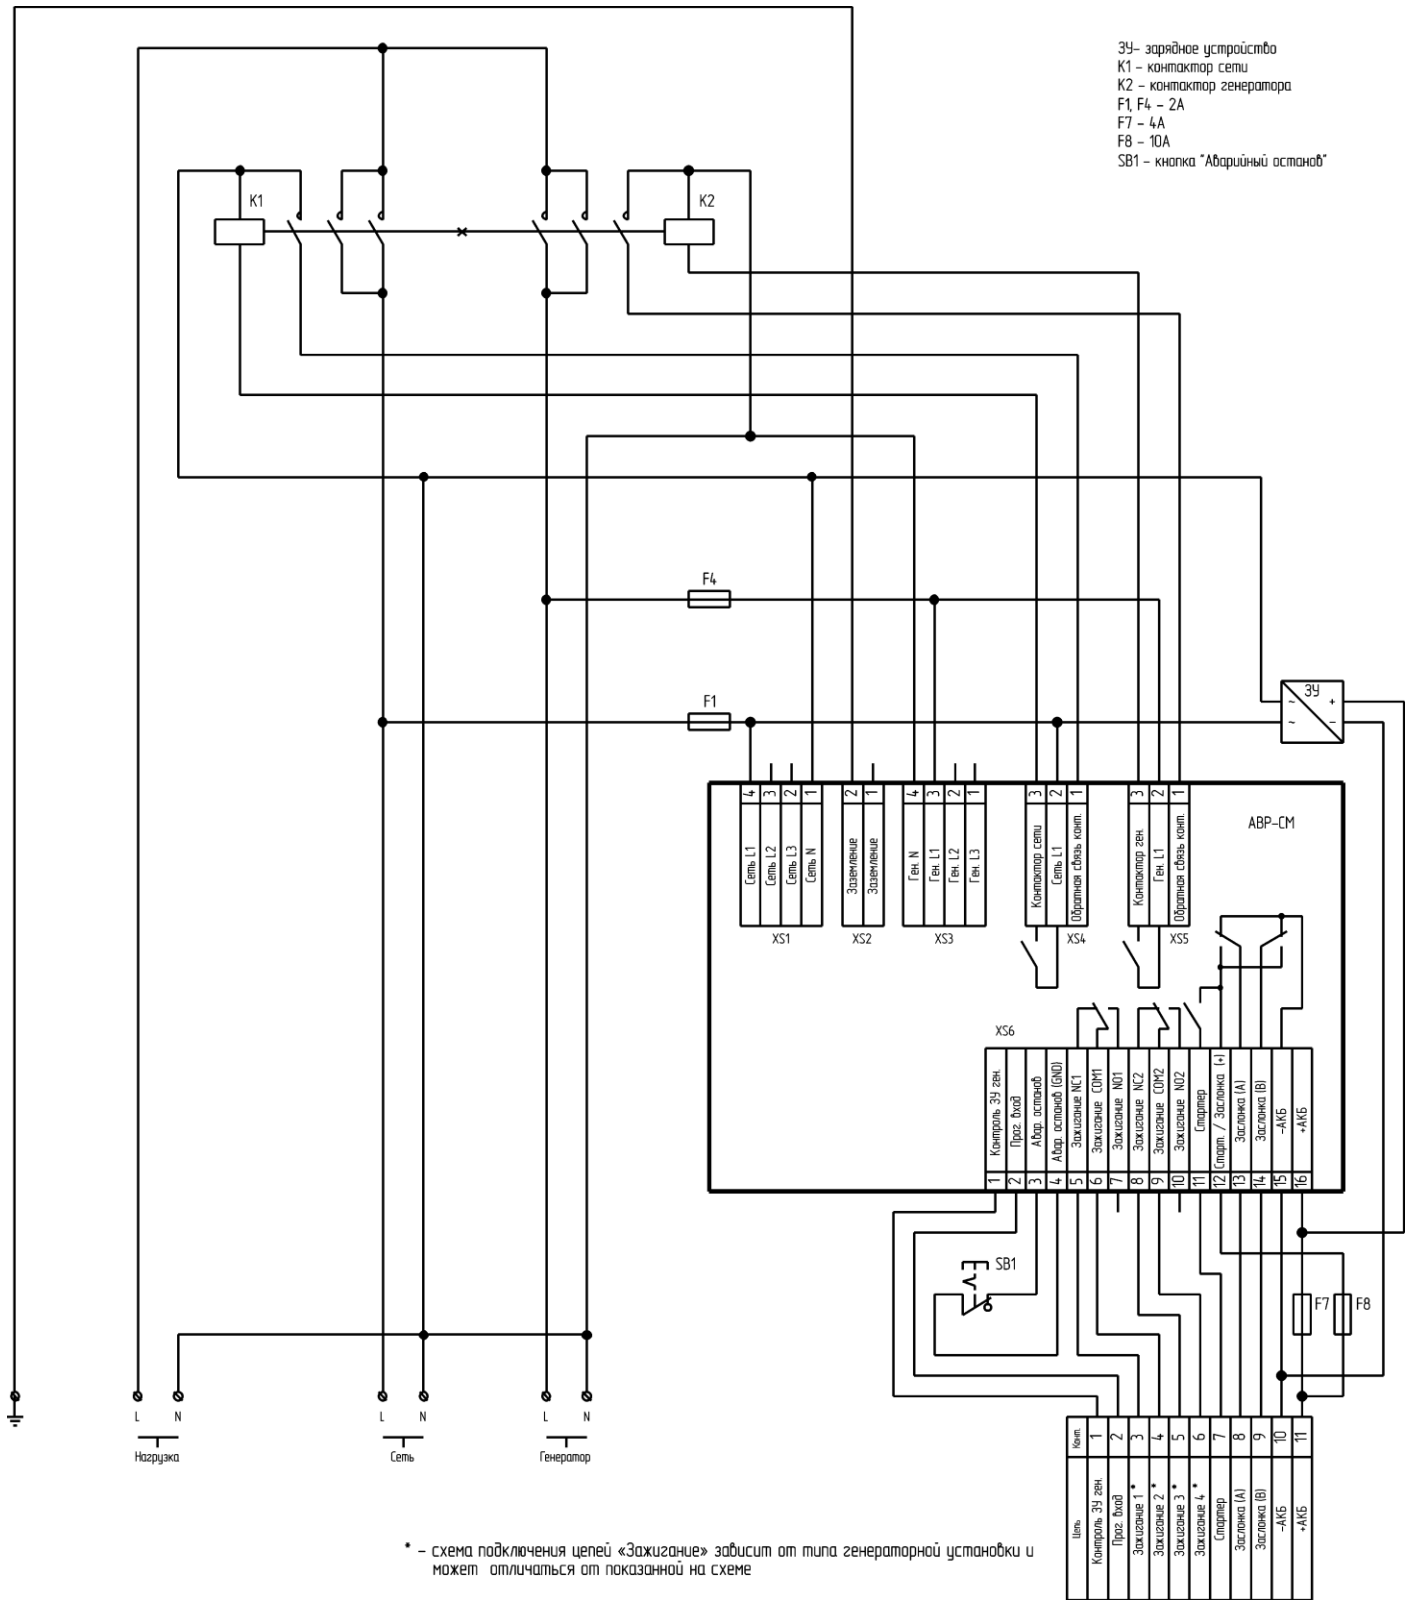 ЗУ– зарядное устройство
К1 – контактор сети
К2 – контактор генератора
F1, F4 – 2А
F7 – 4А
F8 – 10А
SB1 – кнопка "Аварийный останов"
К1
К2
F4
F1
ЗУ
~ +
~ –
АВР-СМ
4 3 2 1
2 1
4 3 2 1
3 2 1
3 2 1
Сеть L1
Сеть L2
Сеть L3
Сеть N
Заземление
Заземление
Ген. N
Ген. L1
Ген. L2
Ген. L3
Контактор сети
Сеть L1
Обратная связь конт.
Контактор ген.
Ген. L1
Обратная связь конт.
XS1
XS2
XS3
XS4
XS5
XS6
Контроль ЗУ ген.
Прог. вход
Авар. останов
Авар. останов (GND)
Зажигание NC1
Зажигание COM1
Зажигание NO1
Зажигание NC2
Зажигание COM2
Зажигание NO2
Стартер
Старт. / Заслонка (+)
Заслонка (А)
Заслонка (В)
-АКБ
+АКБ
1 2 3 4 5 6 7 8 9 10 11 12 13 14 15 16
SB1
F7
F8
L N
L N
L N
Нагрузка
Сеть
Генератор
Конт.
1 2 3 4 5 6 7 8 9 10 11
Цепь
Контроль ЗУ ген.
Прог. вход
Зажигание 1 *
Зажигание 2 *
Зажигание 3 *
Зажигание 4 *
Стартер
Заслонка (А)
Заслонка (В)
-АКБ
+АКБ
* – схема подключения цепей «Зажигание» зависит от типа генераторной установки и
может отличаться от показанной на схеме